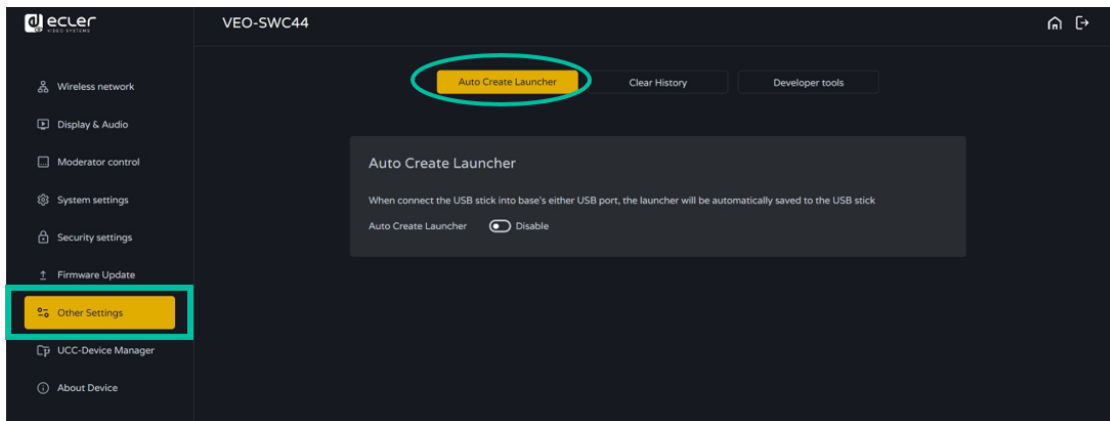 ecler
VIDEO SYSTEMS
VEO-SWC44
Wireless network
Display & Audio
Moderator control
System settings
Security settings
Firmware Update
Other Settings
UCC-Device Manager
About Device
Auto Create Launcher
Clear History
Developer tools
Auto Create Launcher
When connect the USB stick into base's either USB port, the launcher will be automatically saved to the USB stick
Auto Create Launcher Disable